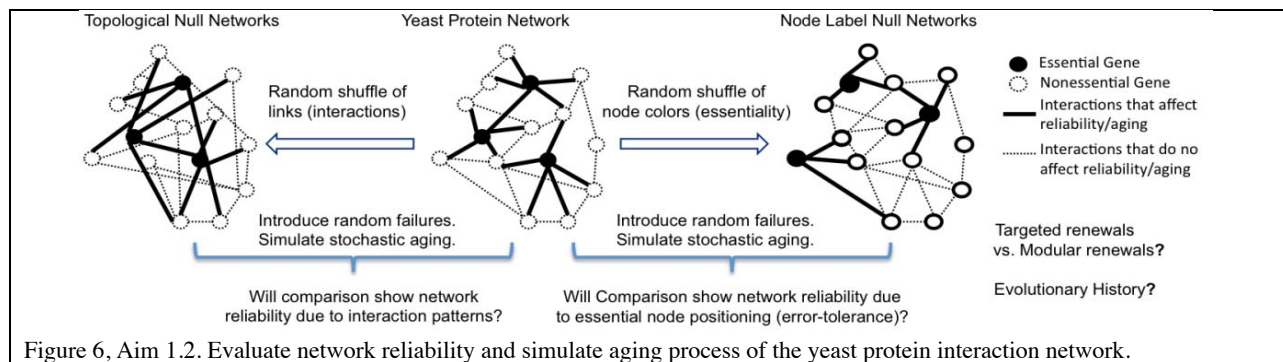 Topological Null Networks
Yeast Protein Network
Node Label Null Networks
Random shuffle of
links (interactions)
Random shuffle of
node colors (essentiality)
Essential Gene
Nonessential Gene
Interactions that affect
reliability/aging
Interactions that do no
affect reliability/aging
Introduce random failures.
Simulate stochastic aging.
Introduce random failures.
Simulate stochastic aging.
Targeted renewals
vs. Modular renewals?
Evolutionary History?
Will comparison show network
reliability due to interaction patterns?
Will Comparison show network reliability due
to essential node positioning (error-tolerance)?
Figure 6, Aim 1.2. Evaluate network reliability and simulate aging process of the yeast protein interaction network.